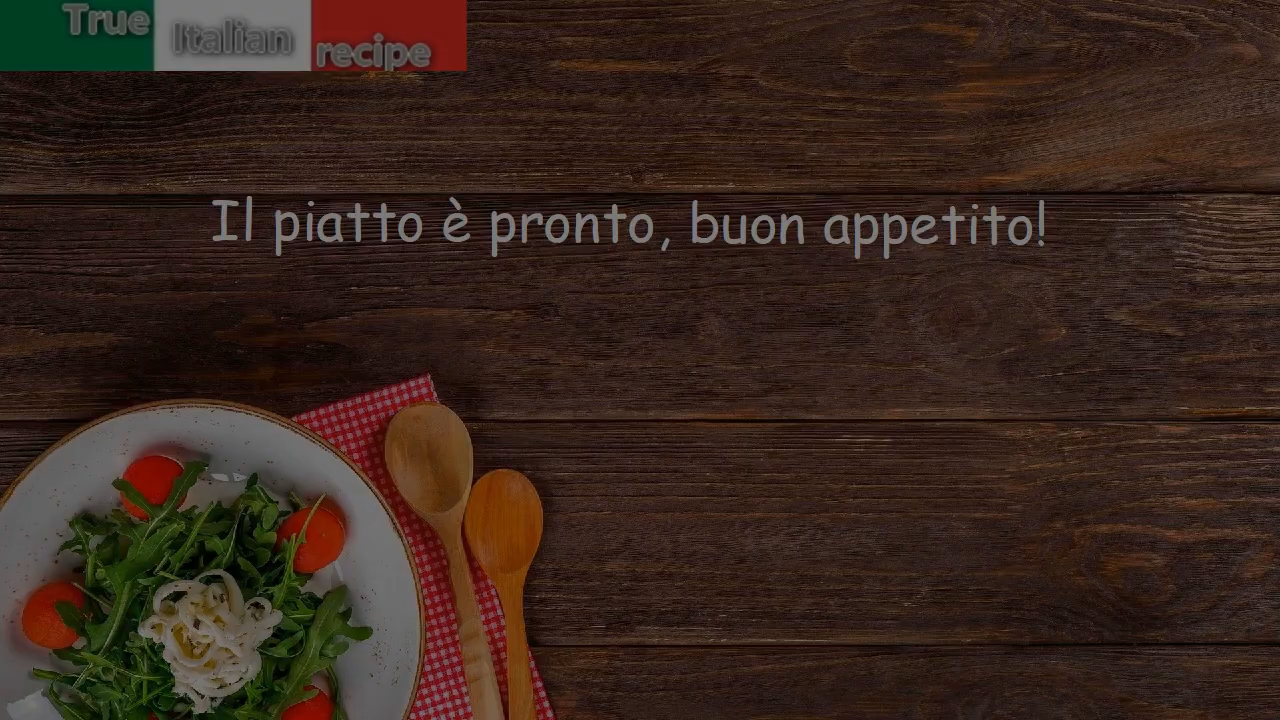 True Italian recipe
Il piatto è pronto, buon appetito!